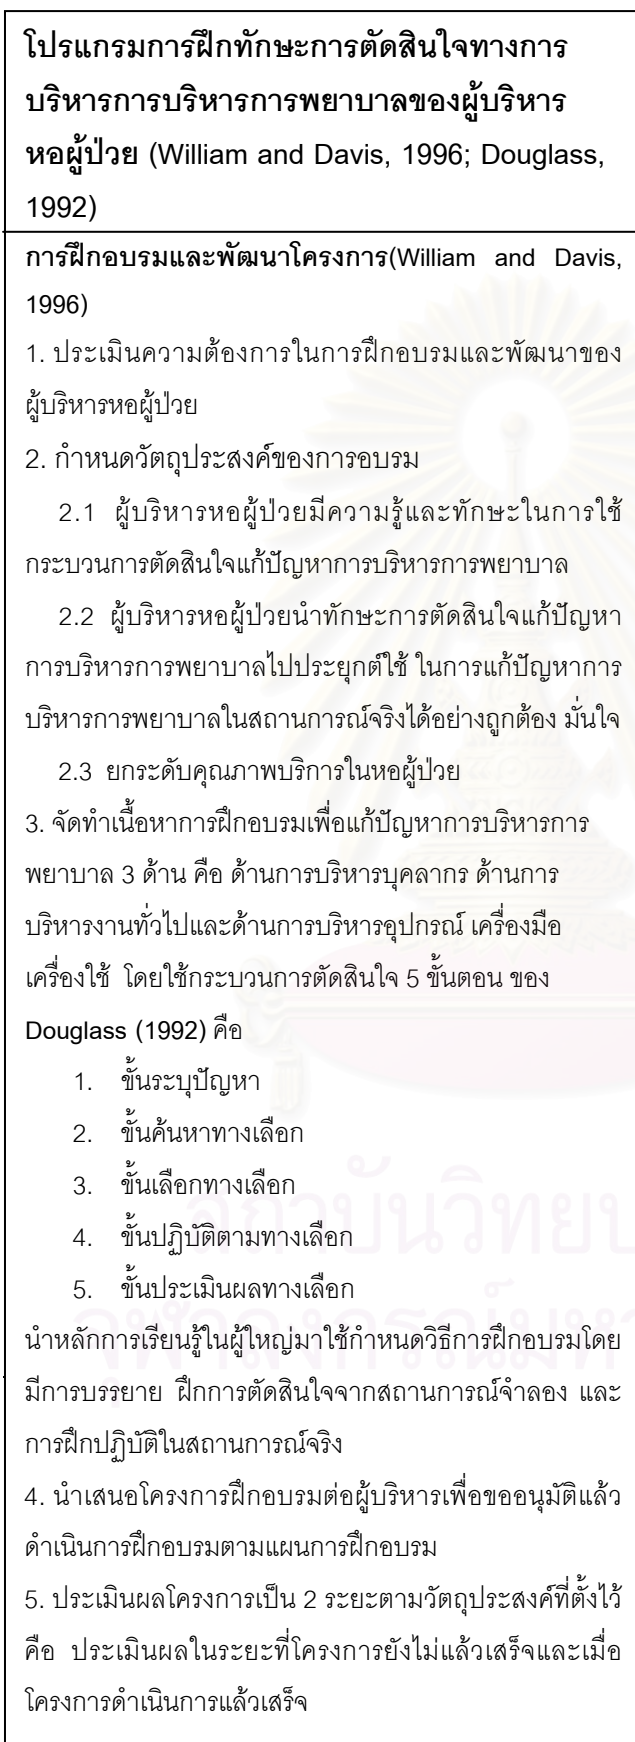 โปรแกรมการฝึกทักษะการตัดสินใจทางการ
บริหารการบริหารการพยาบาลของผู้บริหาร
หอผู้ป่วย (William and Davis, 1996; Douglass,
1992)
การฝึกอบรมและพัฒนาโครงการ(William and Davis,
1996)
1. ประเมินความต้องการในการฝึกอบรมและพัฒนาของ
ผู้บริหารหอผู้ป่วย
2. กำหนดวัตถุประสงค์ของการอบรม
2.1 ผู้บริหารหอผู้ป่วยมีความรู้และทักษะในการใช้
กระบวนการตัดสินใจแก้ปัญหาการบริหารการพยาบาล
2.2 ผู้บริหารหอผู้ป่วยนำทักษะการตัดสินใจแก้ปัญหา
การบริหารการพยาบาลไปประยุกต์ใช้ ในการแก้ปัญหาการ
บริหารการพยาบาลในสถานการณ์จริงได้อย่างถูกต้อง มั่นใจ
2.3 ยกระดับคุณภาพบริการในหอผู้ป่วย
3. จัดทำเนื้อหาการฝึกอบรมเพื่อแก้ปัญหาการบริหารการ
พยาบาล 3 ด้าน คือ ด้านการบริหารบุคลากร ด้านการ
บริหารงานทั่วไปและด้านการบริหารอุปกรณ์ เครื่องมือ
เครื่องใช้ โดยใช้กระบวนการตัดสินใจ 5 ขั้นตอน ของ
Douglass (1992) คือ
1. ขั้นระบุปัญหา
2. ขั้นค้นหาทางเลือก
3. ขั้นเลือกทางเลือก
4. ขั้นปฏิบัติตามทางเลือก
5. ขั้นประเมินผลทางเลือก
นำหลักการเรียนรู้ในผู้ใหญ่มาใช้กำหนดวิธีการฝึกอบรมโดย
มีการบรรยาย ฝึกการตัดสินใจจากสถานการณ์จำลอง และ
การฝึกปฏิบัติในสถานการณ์จริง
4. นำเสนอโครงการฝึกอบรมต่อผู้บริหารเพื่อขออนุมัติแล้ว
ดำเนินการฝึกอบรมตามแผนการฝึกอบรม
5. ประเมินผลโครงการเป็น 2 ระยะตามวัตถุประสงค์ที่ตั้งไว้
คือ ประเมินผลในระยะที่โครงการยังไม่แล้วเสร็จและเมื่อ
โครงการดำเนินการแล้วเสร็จ